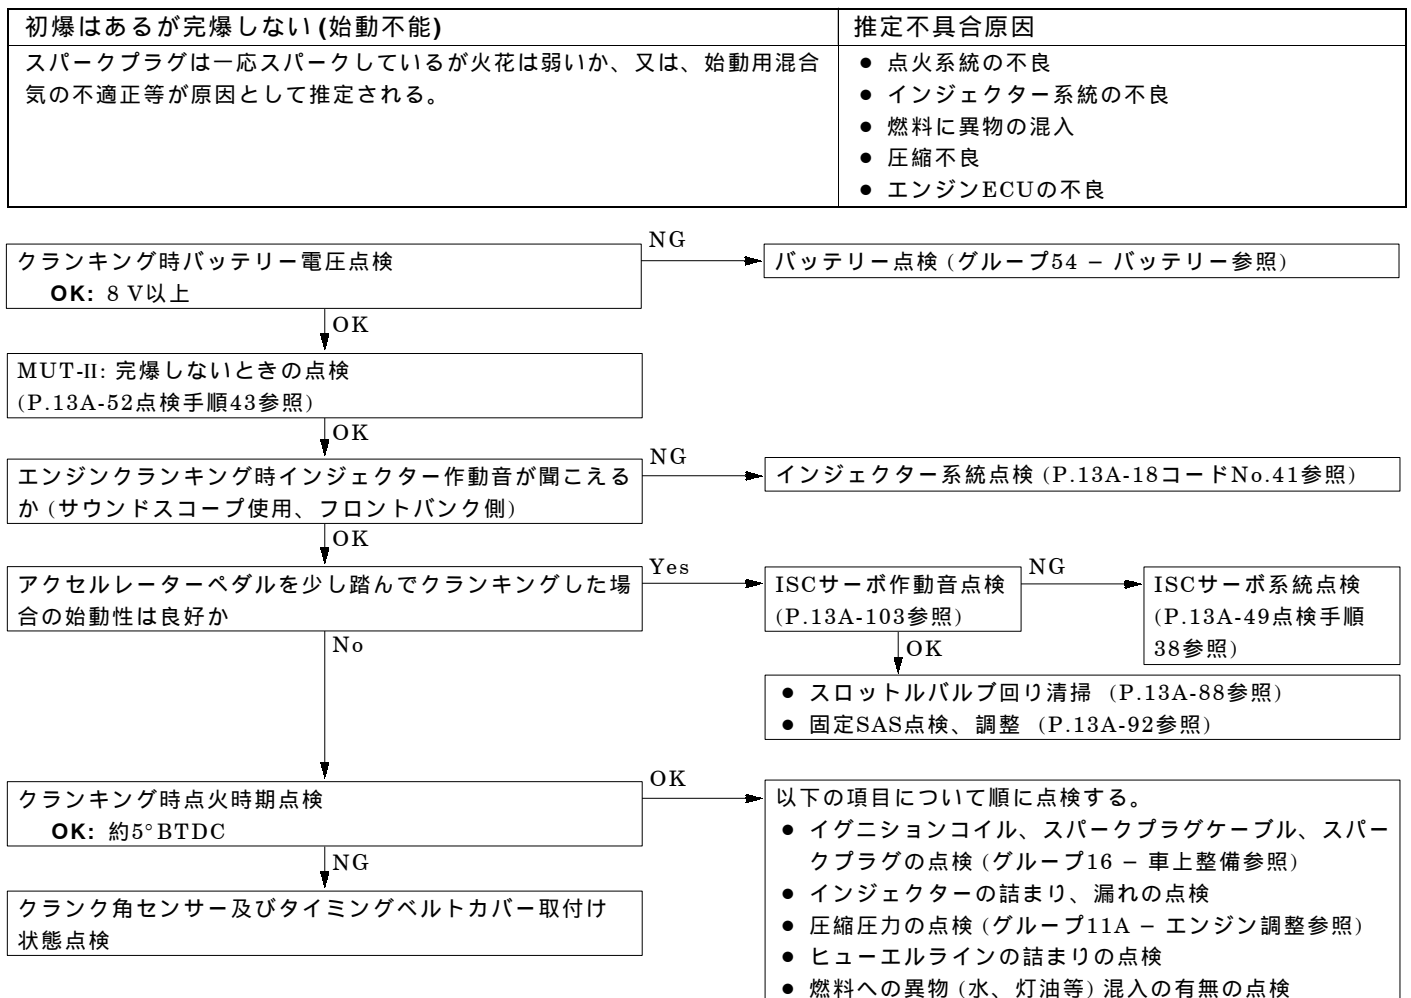 初爆はあるが完爆しない (始動不能)
推定不具合原因
スパークプラグは一応スパークしているが火花は弱いか、又は、始動用混合
気の不適正等が原因として推定される。
● 点火系統の不良
● インジェクター系統の不良
● 燃料に異物の混入
● 圧縮不良
● エンジンECUの不良
クランキング時バッテリー電圧点検
OK: 8 V以上
NG
バッテリー点検 (グループ54 − バッテリー参照)
OK
MUT-II: 完爆しないときの点検
(P.13A-52点検手順43参照)
OK
エンジンクランキング時インジェクター作動音が聞こえる
か (サウンドスコープ使用、フロントバンク側)
NG
インジェクター系統点検 (P.13A-18コードNo.41参照)
OK
アクセルレーターペダルを少し踏んでクランキングした場
合の始動性は良好か
Yes
ISCサーボ作動音点検
(P.13A-103参照)
NG
ISCサーボ系統点検
(P.13A-49点検手順
38参照)
OK
● スロットルバルブ回り清掃 (P.13A-88参照)
● 固定SAS点検、調整 (P.13A-92参照)
No
クランキング時点火時期点検
OK: 約5°BTDC
OK
以下の項目について順に点検する。
● イグニションコイル、スパークプラグケーブル、スパー
クプラグの点検 (グループ16 − 車上整備参照)
● インジェクターの詰まり、漏れの点検
● 圧縮圧力の点検 (グループ11A − エンジン調整参照)
● ヒューエルラインの詰まりの点検
● 燃料への異物 (水、灯油等) 混入の有無の点検
NG
クランク角センサー及びタイミングベルトカバー取付け
状態点検